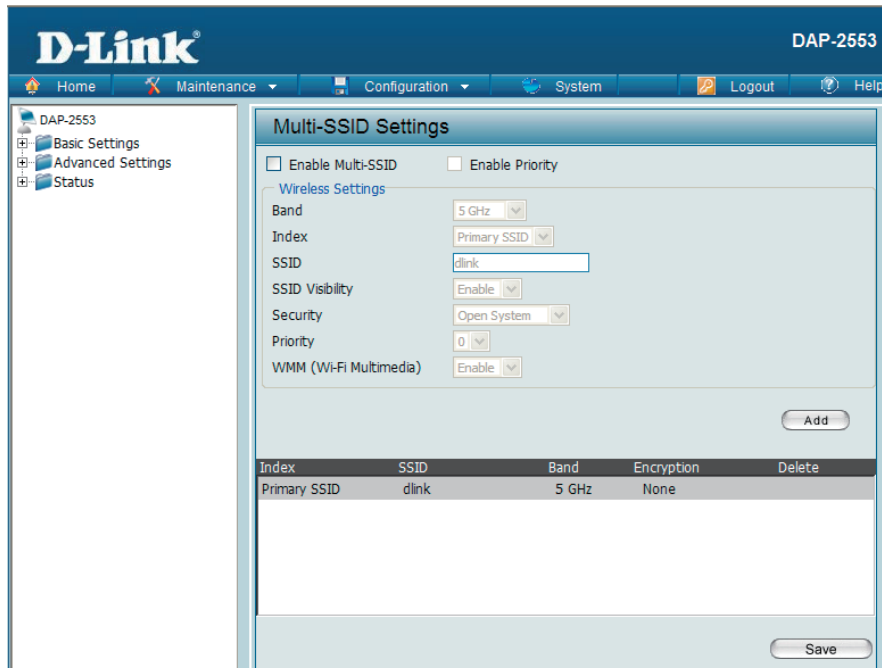 D-Link®
DAP-2553
Home Maintenance Configuration System Logout Help
DAP-2553
Basic Settings
Advanced Settings
Status
Multi-SSID Settings
Enable Multi-SSID Enable Priority
Wireless Settings
Band 5 GHz
Index Primary SSID
SSID dlink
SSID Visibility Enable
Security Open System
Priority 0
WMM (Wi-Fi Multimedia) Enable
Add
Index SSID Band Encryption Delete
Primary SSID dlink 5 GHz None
Save